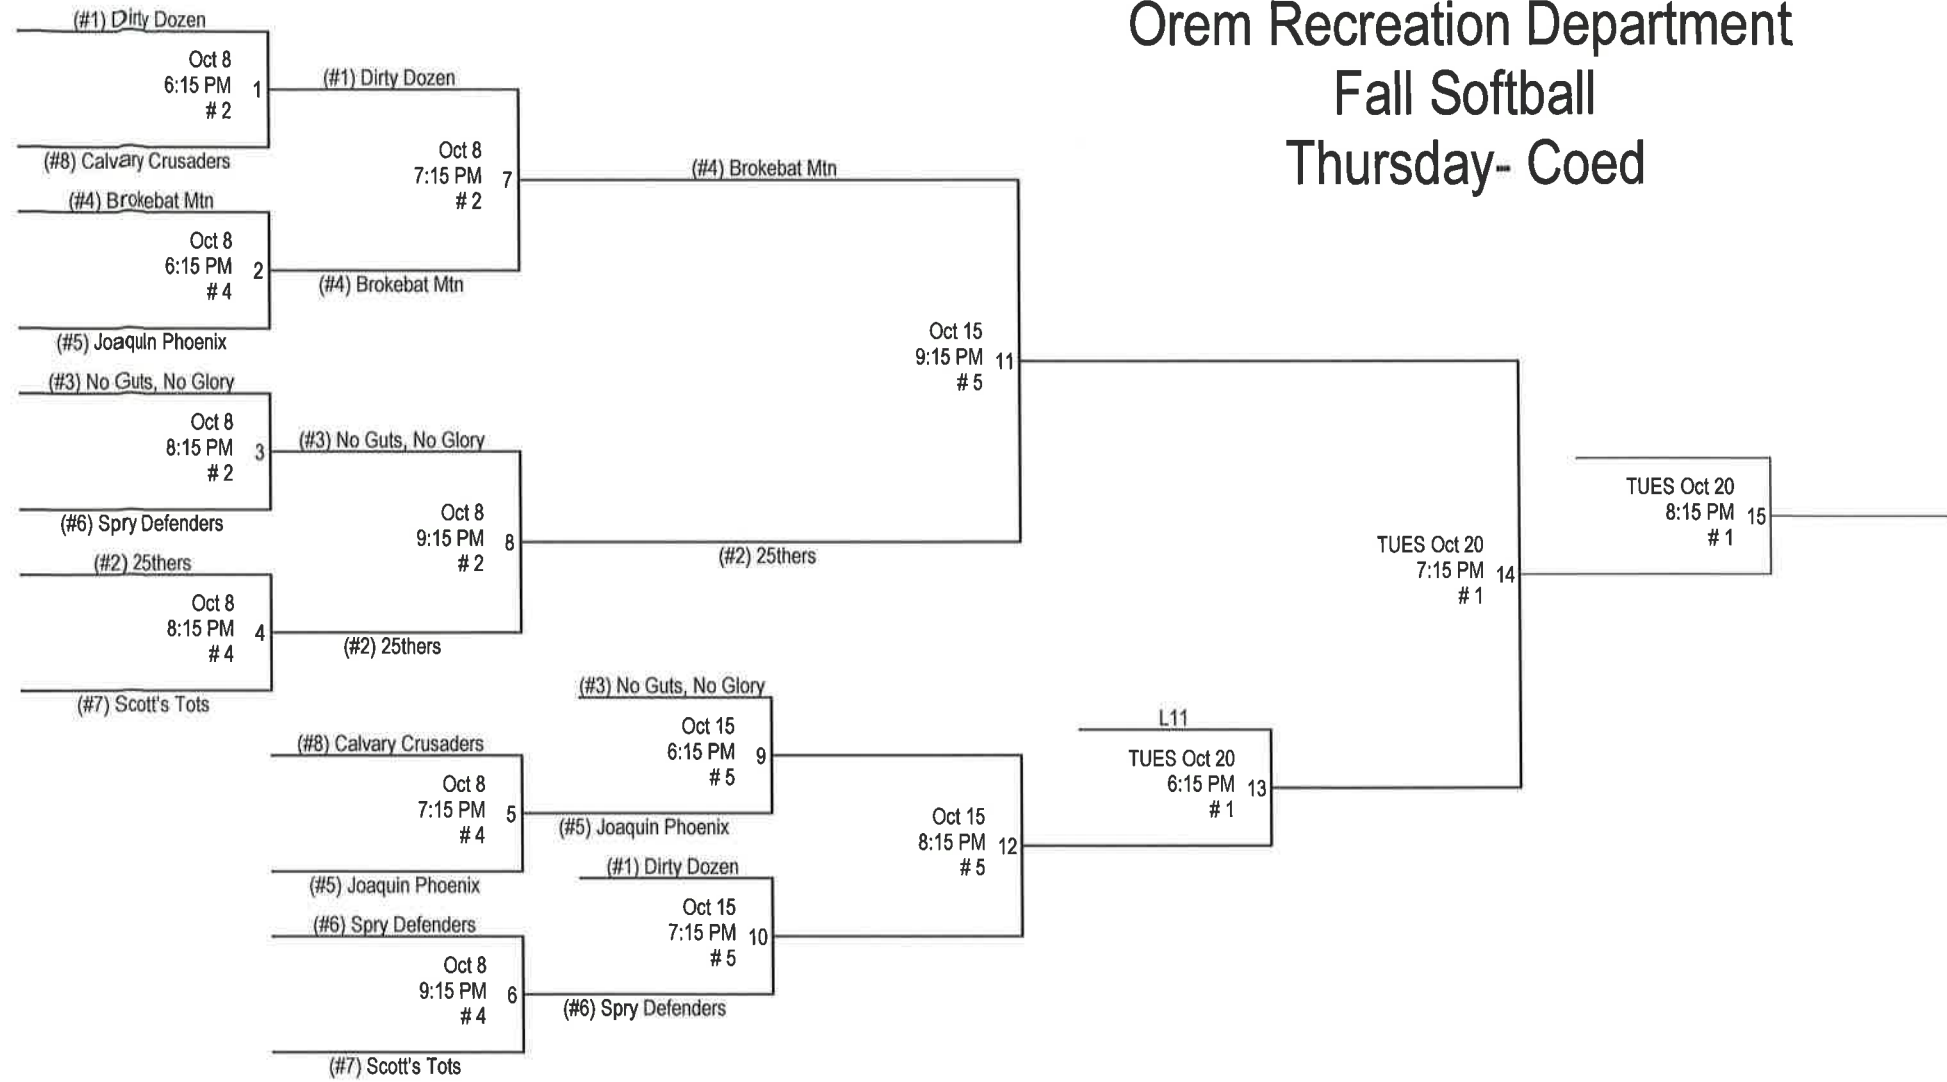 Orem Recreation Department
Fall Softball
Thursday- Coed
(#1) Dirty Dozen
Oct 8
6:15 PM 1
# 2
(#8) Calvary Crusaders
(#1) Dirty Dozen
(#4) Brokebat Mtn
Oct 8
6:15 PM 2
# 4
(#5) Joaquin Phoenix
(#4) Brokebat Mtn
Oct 8
7:15 PM 7
# 2
(#4) Brokebat Mtn
(#3) No Guts, No Glory
Oct 8
8:15 PM 3
# 2
(#6) Spry Defenders
(#3) No Guts, No Glory
(#2) 25thers
Oct 8
8:15 PM 4
# 4
(#7) Scott's Tots
(#2) 25thers
Oct 8
9:15 PM 8
# 2
(#2) 25thers
Oct 15
9:15 PM 11
# 5
(#8) Calvary Crusaders
Oct 8
7:15 PM 5
# 4
(#5) Joaquin Phoenix
(#3) No Guts, No Glory
Oct 15
6:15 PM 9
# 5
(#5) Joaquin Phoenix
(#6) Spry Defenders
Oct 8
9:15 PM 6
# 4
(#7) Scott's Tots
(#1) Dirty Dozen
Oct 15
7:15 PM 10
# 5
(#6) Spry Defenders
Oct 15
8:15 PM 12
# 5
L11
TUES Oct 20
6:15 PM 13
# 1
TUES Oct 20
7:15 PM 14
# 1
TUES Oct 20
8:15 PM 15
# 1